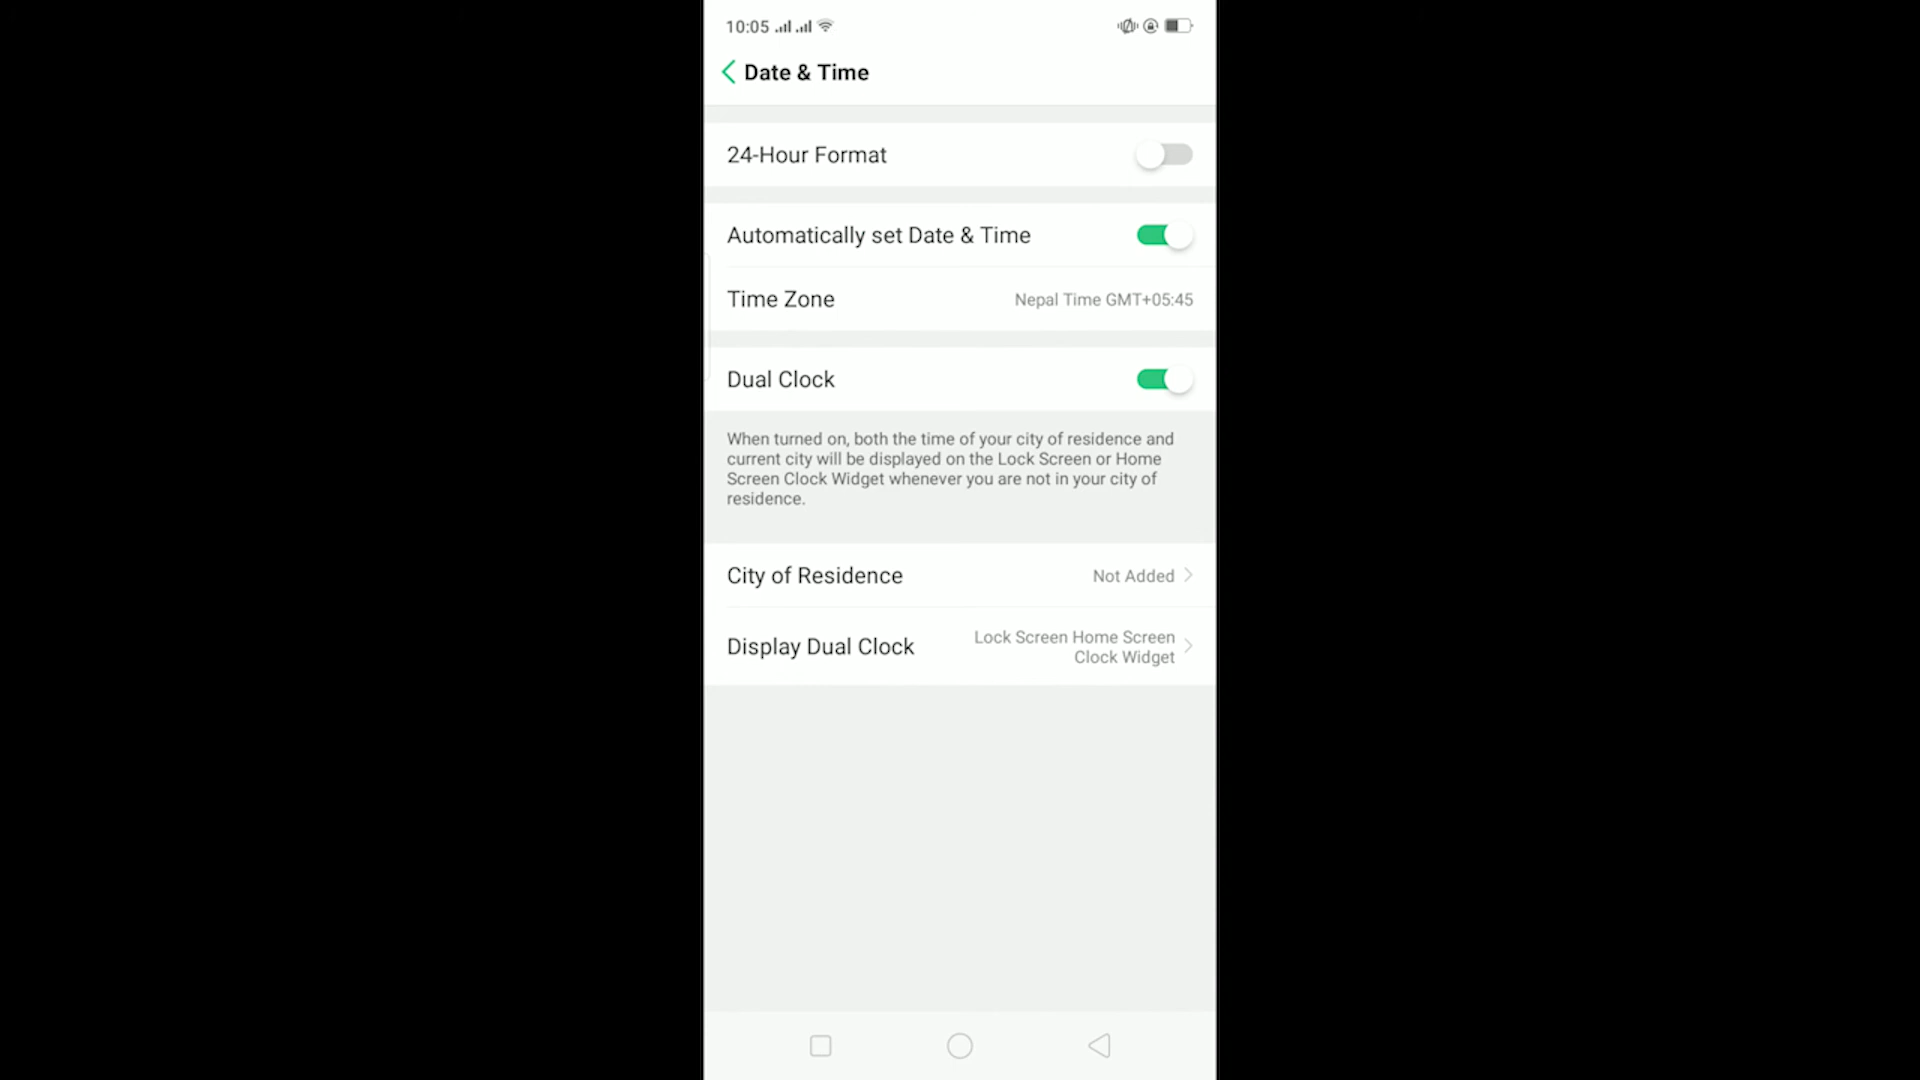 10:05
Date & Time
24-Hour Format
Automatically set Date & Time
Time Zone
Nepal Time GMT+05:45
Dual Clock
When turned on, both the time of your city of residence and
current city will be displayed on the Lock Screen or Home
Screen Clock Widget whenever you are not in your city of
residence.
City of Residence
Not Added
Display Dual Clock
Lock Screen Home Screen
Clock Widget